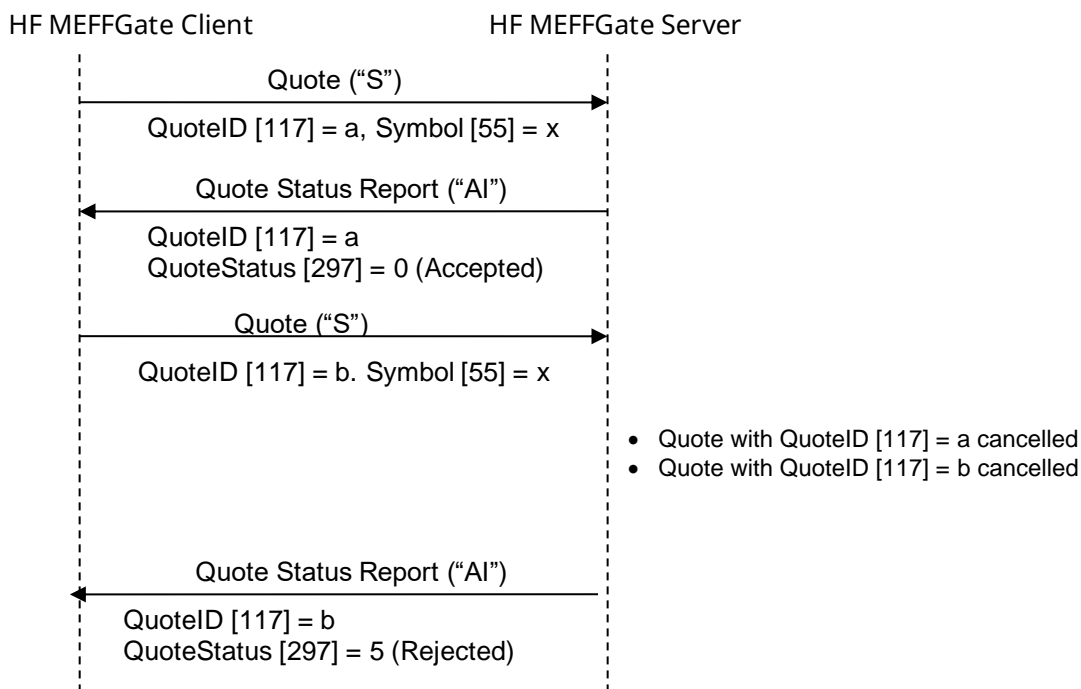 HF MEFFGate Client
HF MEFFGate Server
Quote (“S”)
QuoteID [117] = a, Symbol [55] = x
Quote Status Report (“AI”)
QuoteID [117] = a
QuoteStatus [297] = 0 (Accepted)
Quote (“S”)
QuoteID [117] = b. Symbol [55] = x
• Quote with QuoteID [117] = a cancelled
• Quote with QuoteID [117] = b cancelled
Quote Status Report (“AI”)
QuoteID [117] = b
QuoteStatus [297] = 5 (Rejected)